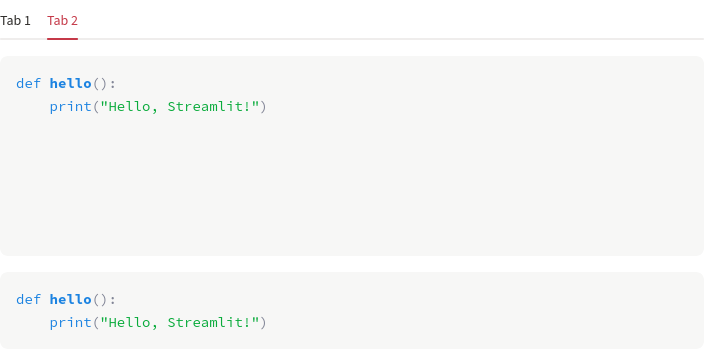 Tab 1 Tab 2
def hello():
    print("Hello, Streamlit!")
def hello():
    print("Hello, Streamlit!")